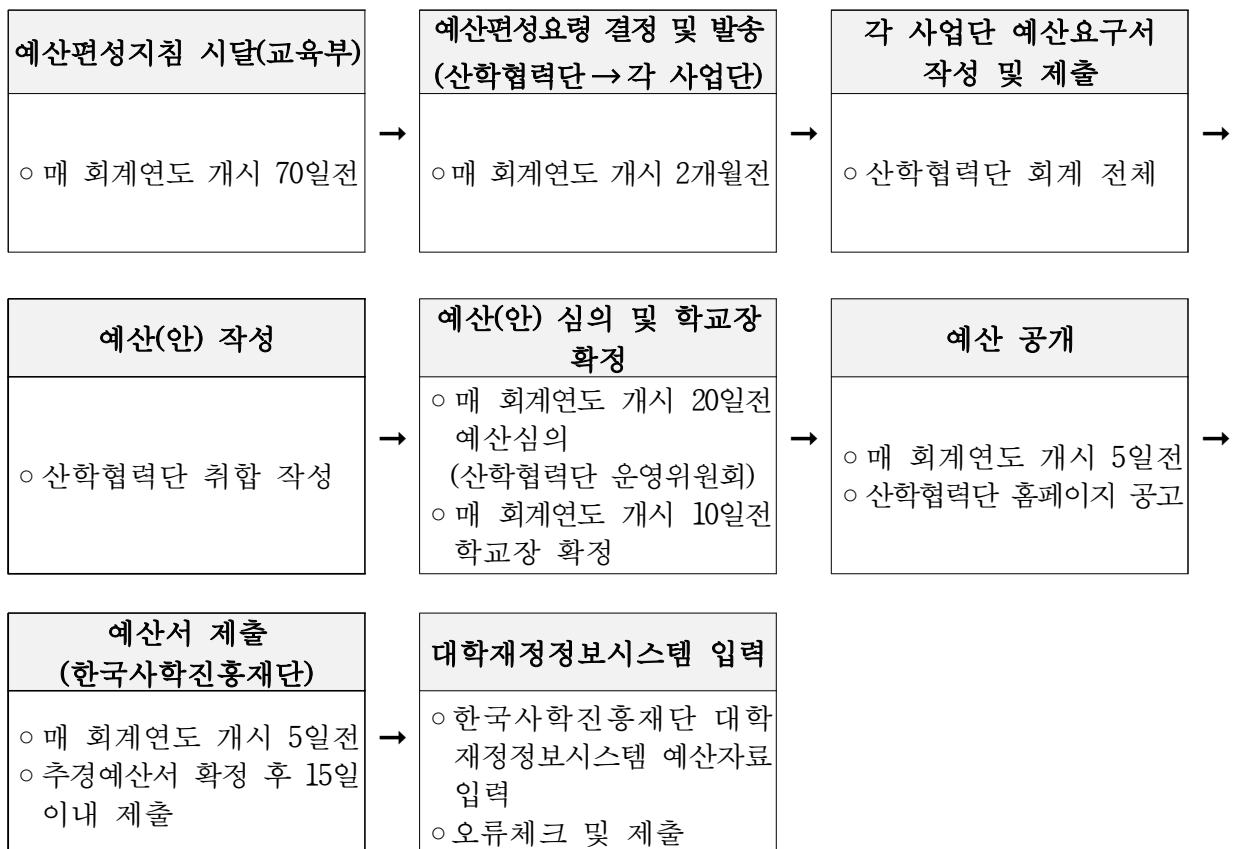 예산편성지침 시달(교육부)
○ 매 회계연도 개시 70일전
→
예산편성요령 결정 및 발송
(산학협력단→각 사업단)
○매 회계연도 개시 2개월전
→
각 사업단 예산요구서
작성 및 제출
○ 산학협력단 회계 전체
→
예산(안) 작성
○ 산학협력단 취합 작성
→
예산(안) 심의 및 학교장
확정
○ 매 회계연도 개시 20일전
예산심의
(산학협력단 운영위원회)
○ 매 회계연도 개시 10일전
학교장 확정
→
예산 공개
○ 매 회계연도 개시 5일전
○ 산학협력단 홈페이지 공고
→
예산서 제출
(한국사학진흥재단)
○ 매 회계연도 개시 5일전
○ 추경예산서 확정 후 15일
이내 제출
→
대학재정정보시스템 입력
○한국사학진흥재단 대학
재정정보시스템 예산자료
입력
○오류체크 및 제출